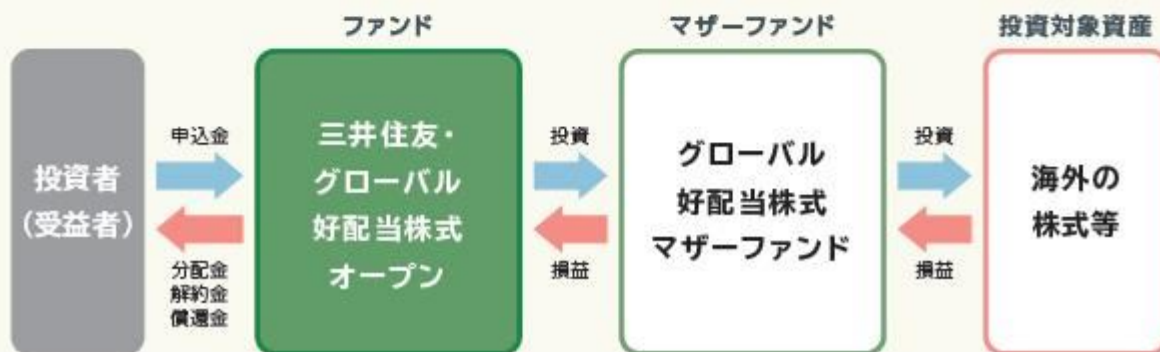 ファンド
マザーファンド
投資対象資産
投資者
（受益者）
申込金
分配金
解約金
償還金
三井住友・
グローバル
好配当株式
オープン
投資
損益
グローバル
好配当株式
マザーファンド
投資
損益
海外の
株式等